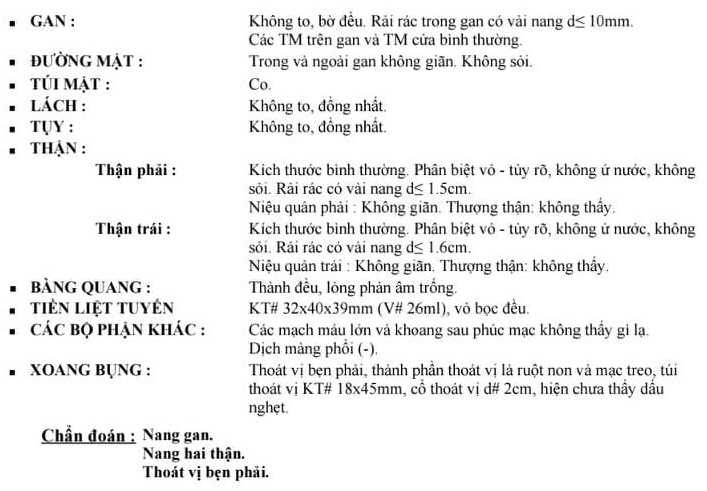 ▪ GAN : Không to, bờ đều. Rải rác trong gan có vài nang d≤ 10mm.
Các TM trên gan và TM cửa bình thường.
▪ ĐƯỜNG MẬT : Trong và ngoài gan không giãn. Không sỏi.
▪ TÚI MẬT : Co.
▪ LÁCH : Không to, đồng nhất.
▪ TỤY : Không to, đồng nhất.
▪ THẬN :
Thận phải : Kích thước bình thường. Phân biệt vỏ - tủy rõ, không ứ nước, không
sỏi. Rải rác có vài nang d≤ 1.5cm.
Niệu quản phải : Không giãn. Thượng thận: không thấy.
Thận trái : Kích thước bình thường. Phân biệt vỏ - tủy rõ, không ứ nước, không
sỏi. Rải rác có vài nang d≤ 1.6cm.
Niệu quản trái : Không giãn. Thượng thận: không thấy.
▪ BÀNG QUANG : Thành đều, lòng phản âm trống.
▪ TIỀN LIỆT TUYẾN KT# 32x40x39mm (V# 26ml), vỏ bọc đều.
▪ CÁC BỘ PHẬN KHÁC : Các mạch máu lớn và khoang sau phúc mạc không thấy gì lạ.
Dịch màng phổi (-).
▪ XOANG BỤNG : Thoát vị bẹn phải, thành phần thoát vị là ruột non và mạc treo, túi
thoát vị KT# 18x45mm, cổ thoát vị d# 2cm, hiện chưa thấy dấu
nghẹt.
Chẩn đoán : Nang gan.
Nang hai thận.
Thoát vị bẹn phải.